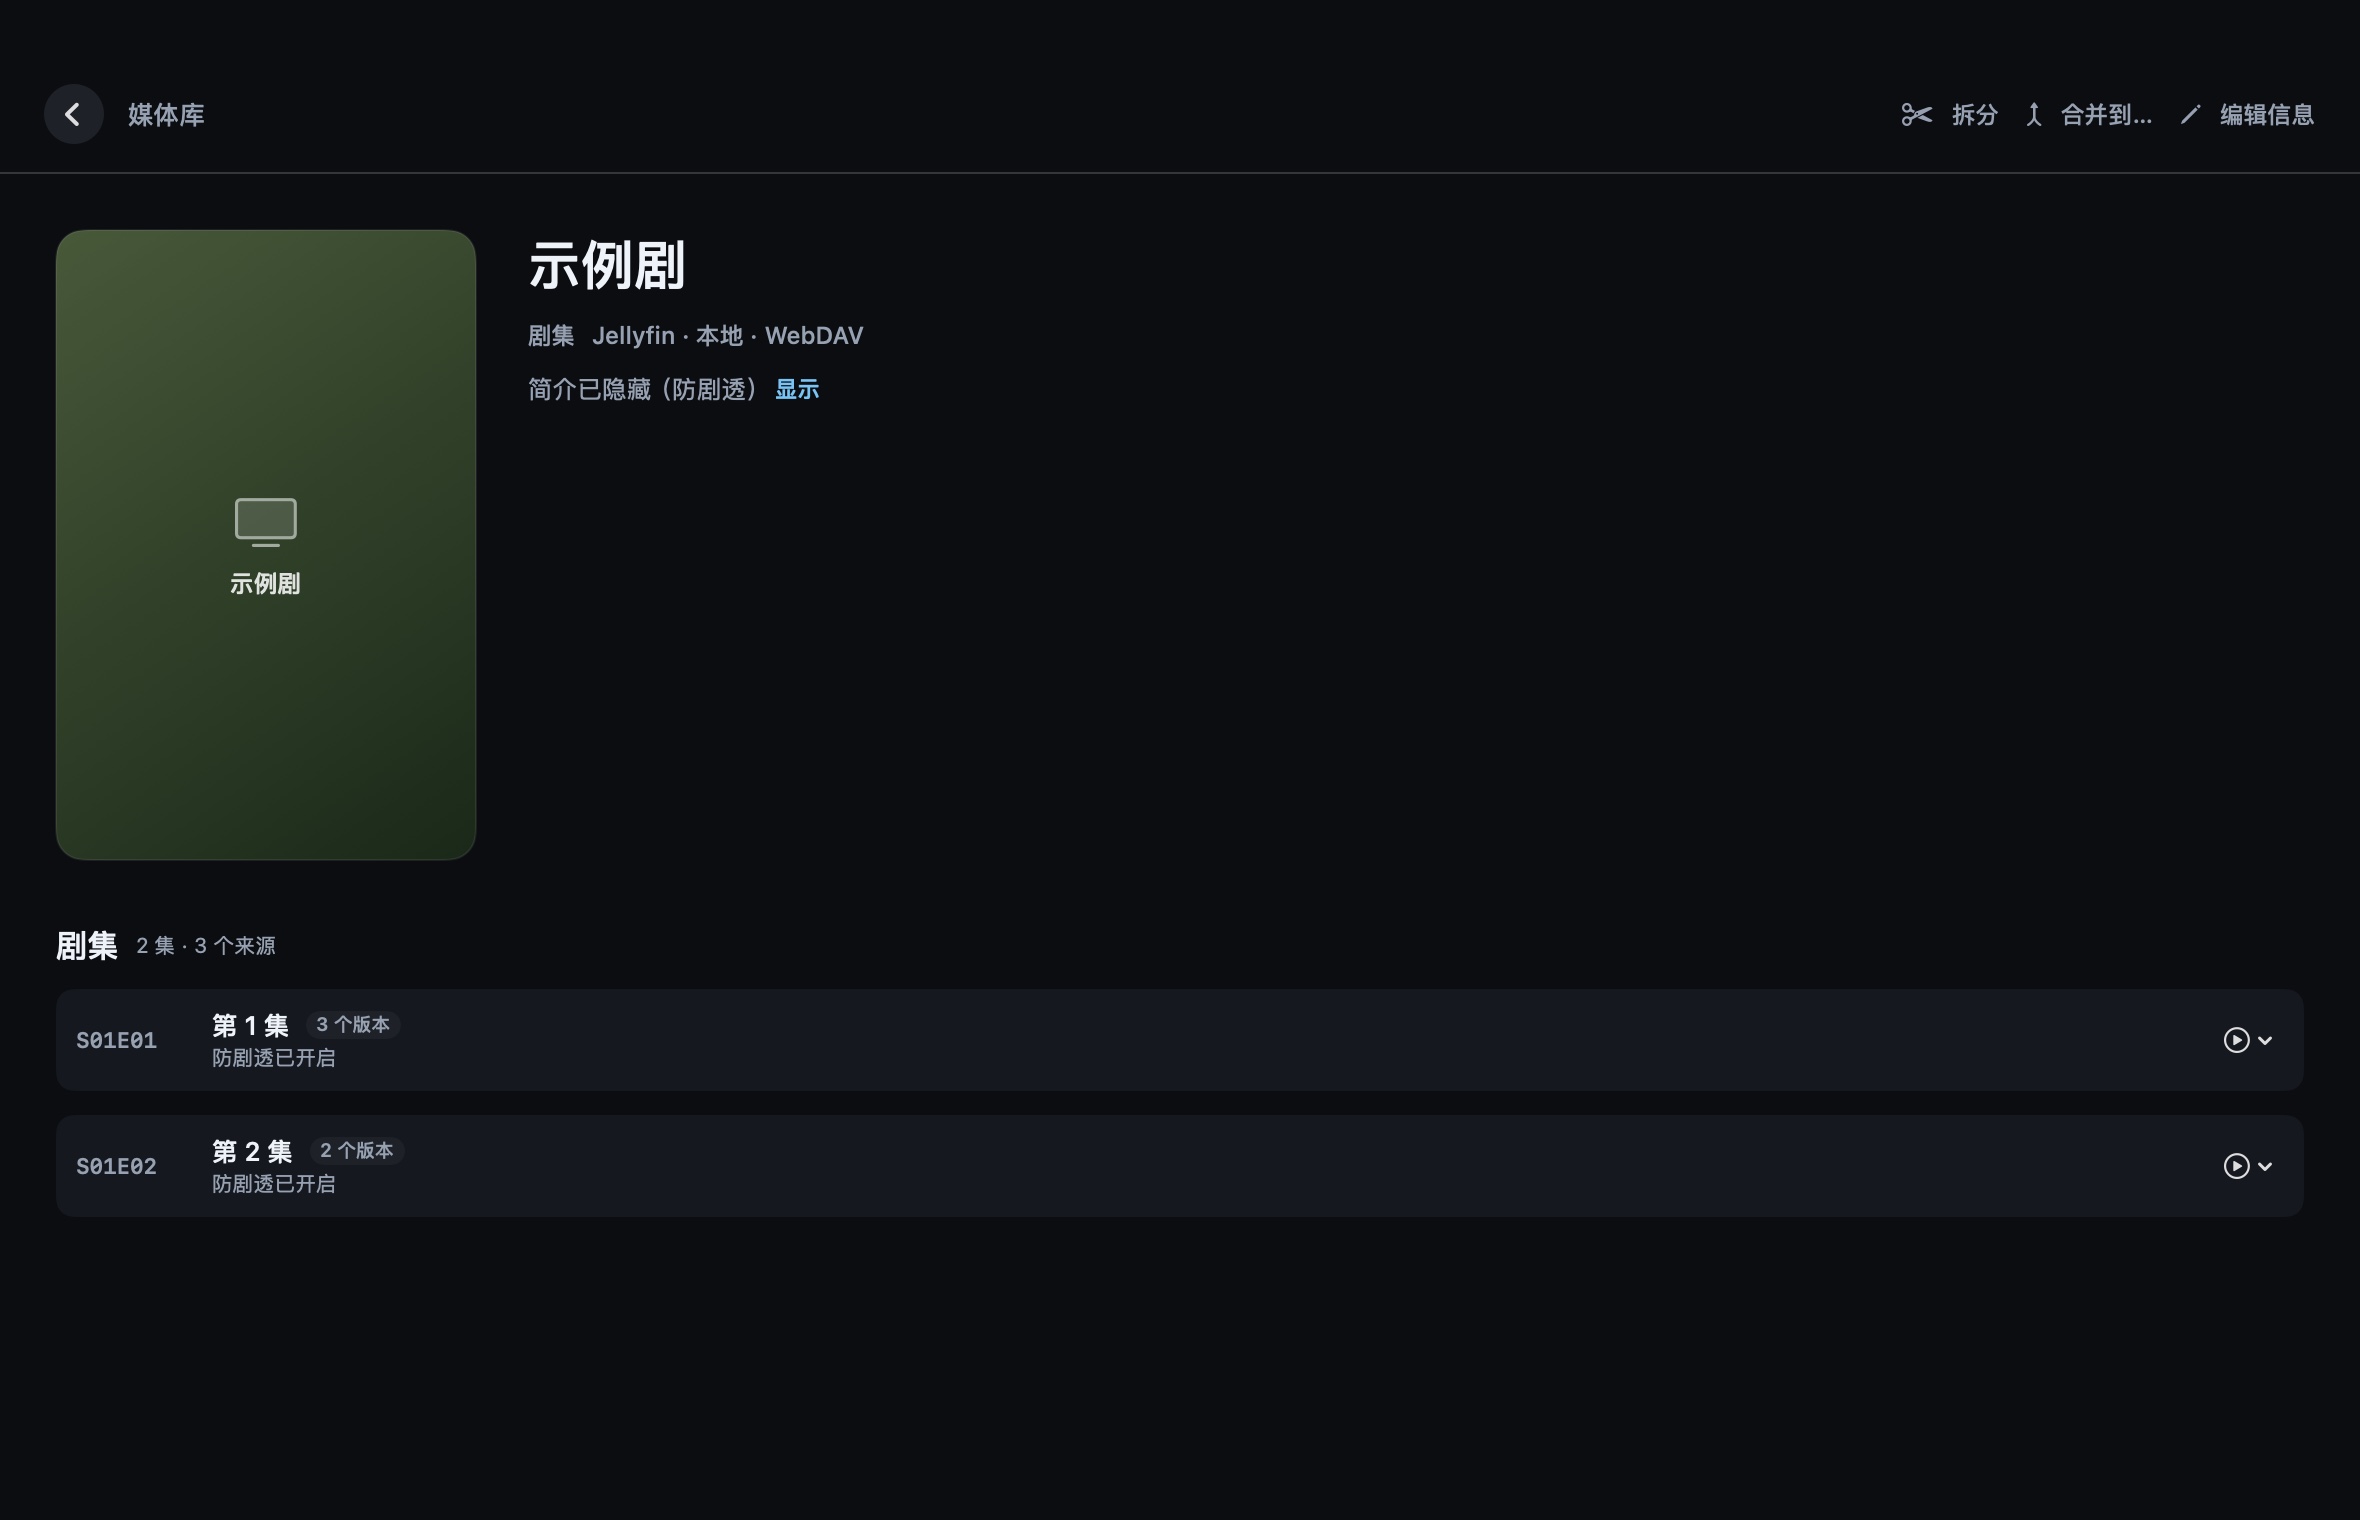 媒体库
拆分 合并到... 编辑信息
示例剧
剧集 Jellyfin · 本地 · WebDAV
简介已隐藏（防剧透） 显示
示例剧
剧集 2 集 · 3 个来源
S01E01 第 1 集 3 个版本
防剧透已开启
S01E02 第 2 集 2 个版本
防剧透已开启